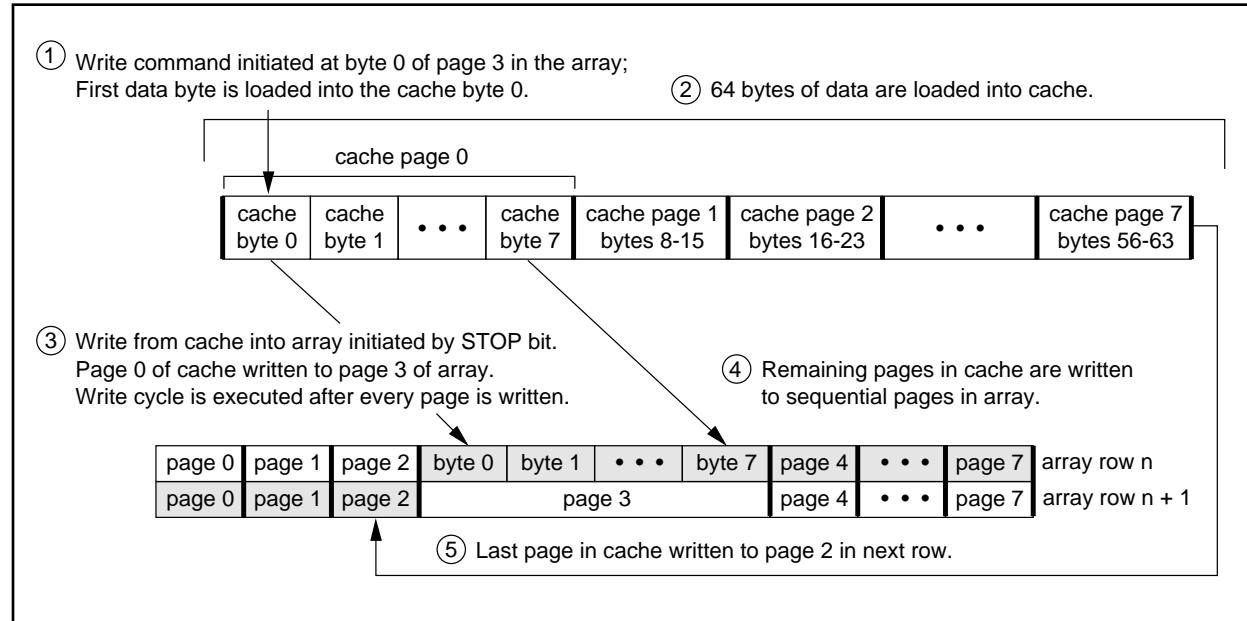 ① Write command initiated at byte 0 of page 3 in the array;
First data byte is loaded into the cache byte 0.
② 64 bytes of data are loaded into cache.
cache page 0
cache byte 0
cache byte 1
• • •
cache byte 7
cache page 1 bytes 8-15
cache page 2 bytes 16-23
• • •
cache page 7 bytes 56-63
③ Write from cache into array initiated by STOP bit.
Page 0 of cache written to page 3 of array.
Write cycle is executed after every page is written.
④ Remaining pages in cache are written
to sequential pages in array.
page 0 page 1 page 2 byte 0 byte 1 • • • byte 7 page 4 • • • page 7 array row n
page 0 page 1 page 2 page 3 page 4 • • • page 7 array row n + 1
⑤ Last page in cache written to page 2 in next row.